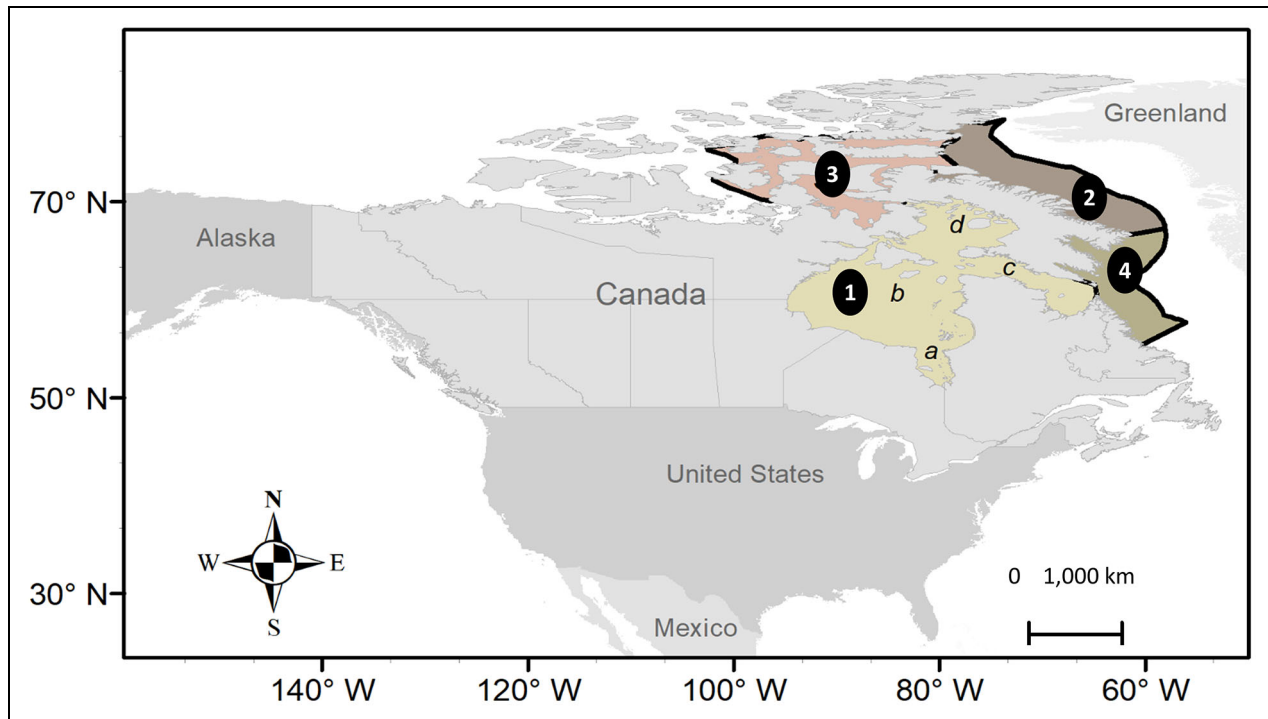 Greenland
70° N
3
2
Alaska
d
c
4
Canada
1
b
a
50° N
United States
N
W E
S
0 1,000 km
30° N
Mexico
140° W 120° W 100° W 80° W 60° W